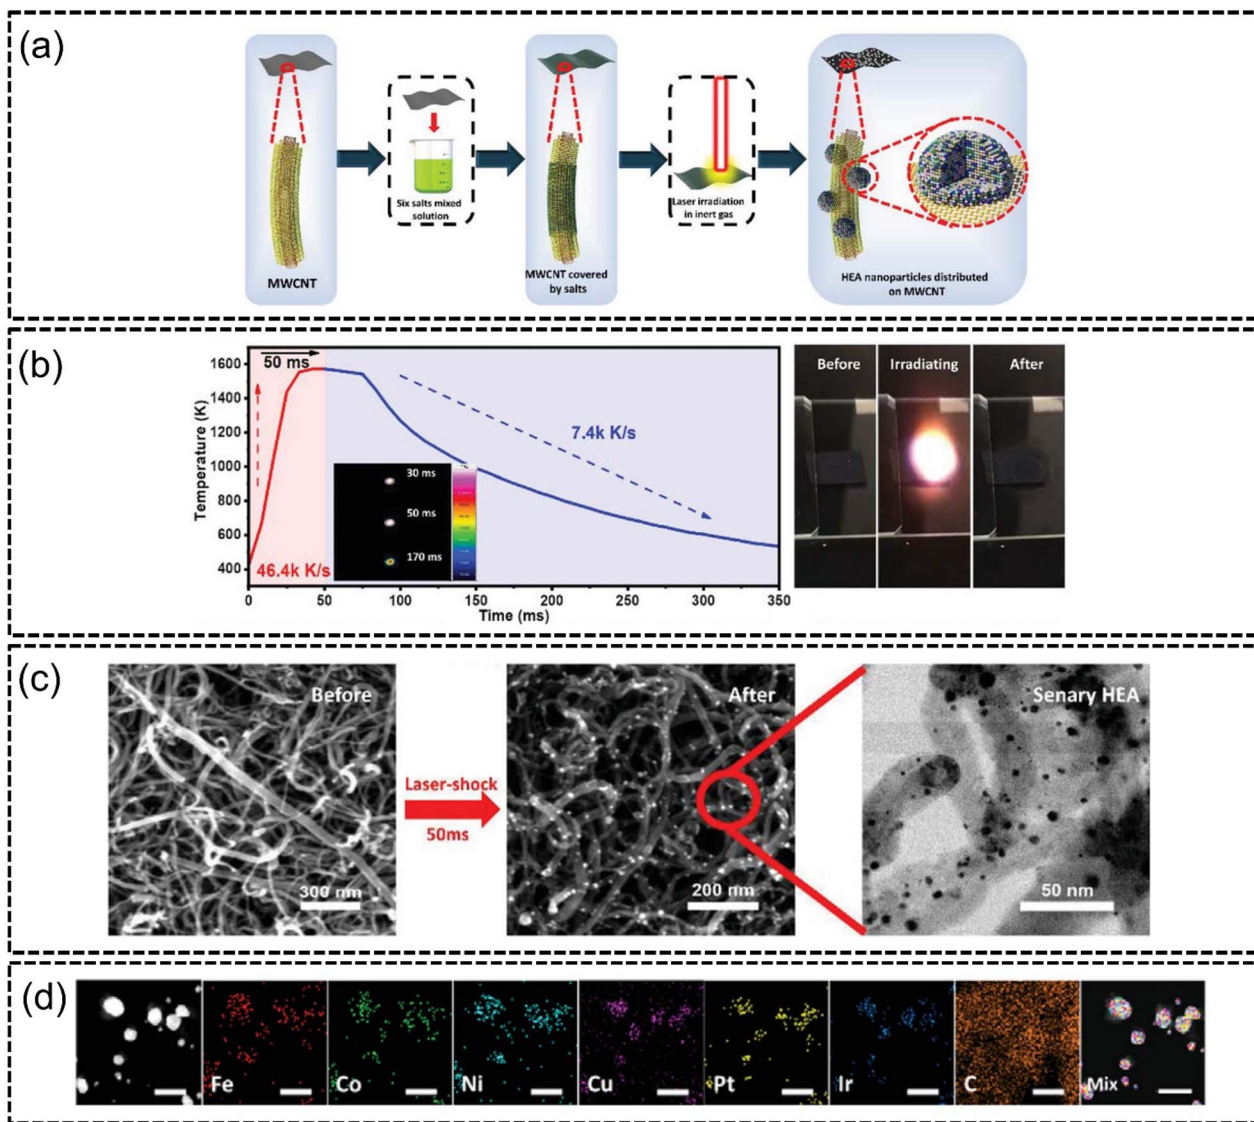 (a)
MWCNT
Six salts mixed
solution
MWCNT covered
by salts
Laser irradiation
in inert gas
HEA nanoparticles distributed
on MWCNT
(b)
50 ms
1600
1400
1200
1000
800
600
400
Temperature (K)
46.4k K/s
7.4k K/s
30 ms
50 ms
170 ms
0
50
100
150
200
250
300
350
Time (ms)
Before
Irradiating
After
(c)
Before
300 nm
Laser-shock
50ms
After
200 nm
Senary HEA
50 nm
(d)
Fe
Co
Ni
Cu
Pt
Ir
C
Mix